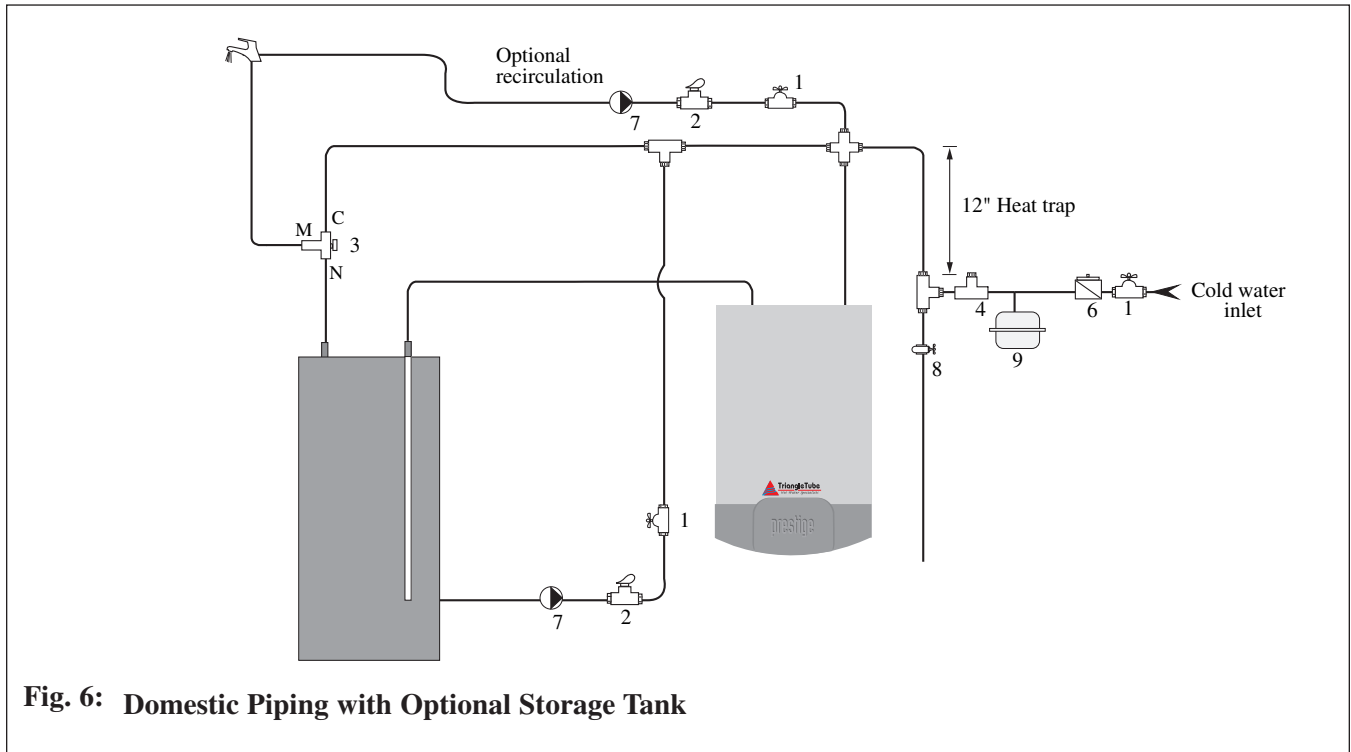 Optional
recirculation
1
7
2
12" Heat trap
C
M
3
N
4
6
1
Cold water
inlet
9
8
TriangleTube
prestige
1
7
2
Fig. 6: Domestic Piping with Optional Storage Tank